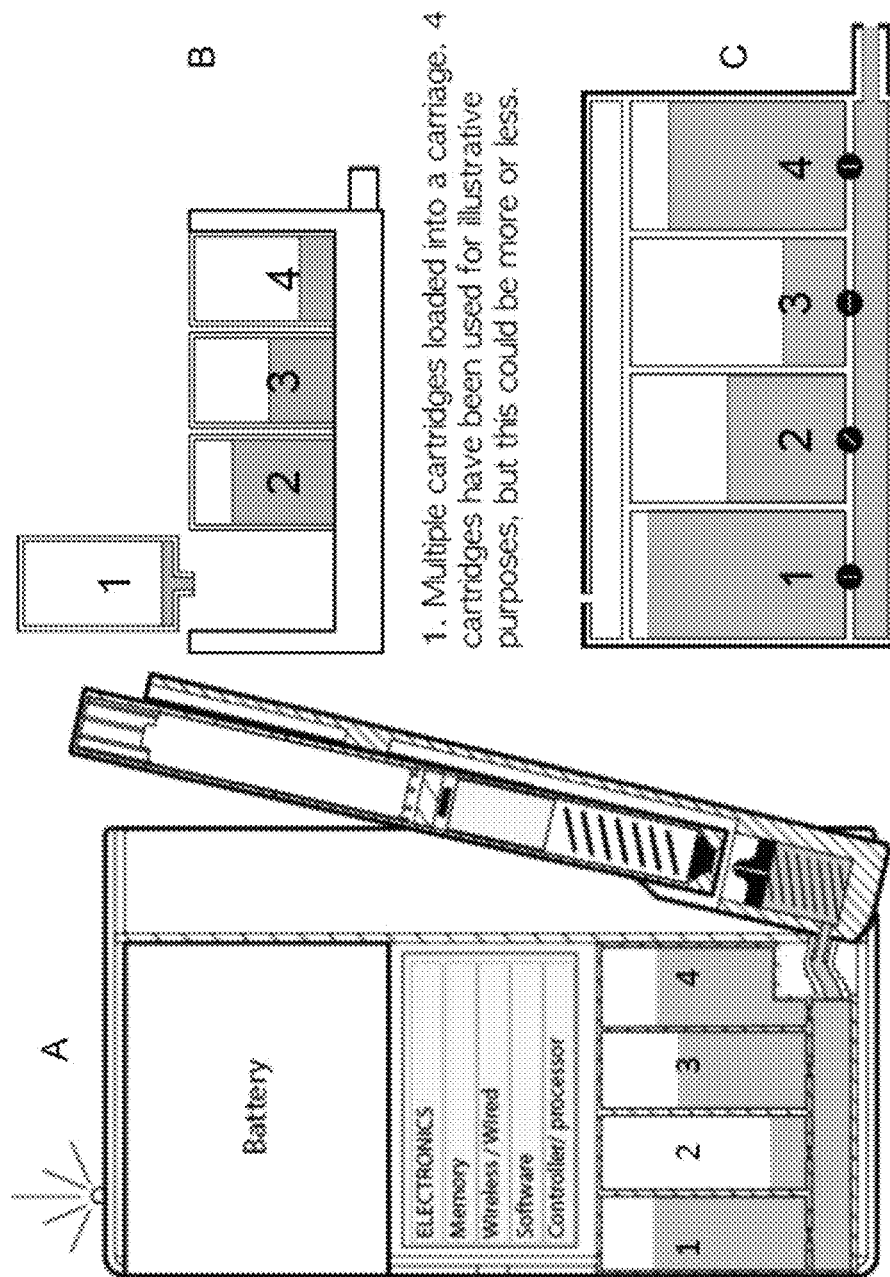 A
Battery
ELECTRONICS
Memory
Wireless / Wired
Software
Controller/ processor
1
2
3
4
B
1
2
3
4
1. Multiple cartridges loaded into a carriage. 4
cartridges have been used for illustrative
purposes, but this could be more or less.
C
1
2
3
4